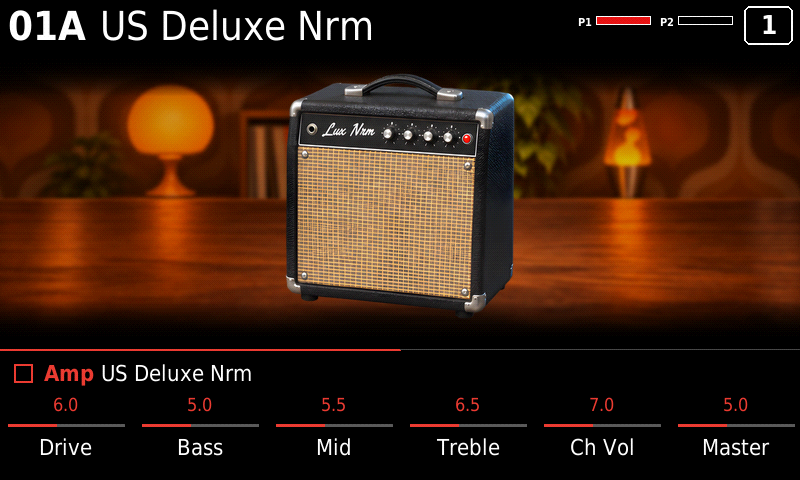 01A US Deluxe Nrm
P1 P2 1
Lux Nrm
Amp US Deluxe Nrm
6.0 5.0 5.5 6.5 7.0 5.0
Drive Bass Mid Treble Ch Vol Master